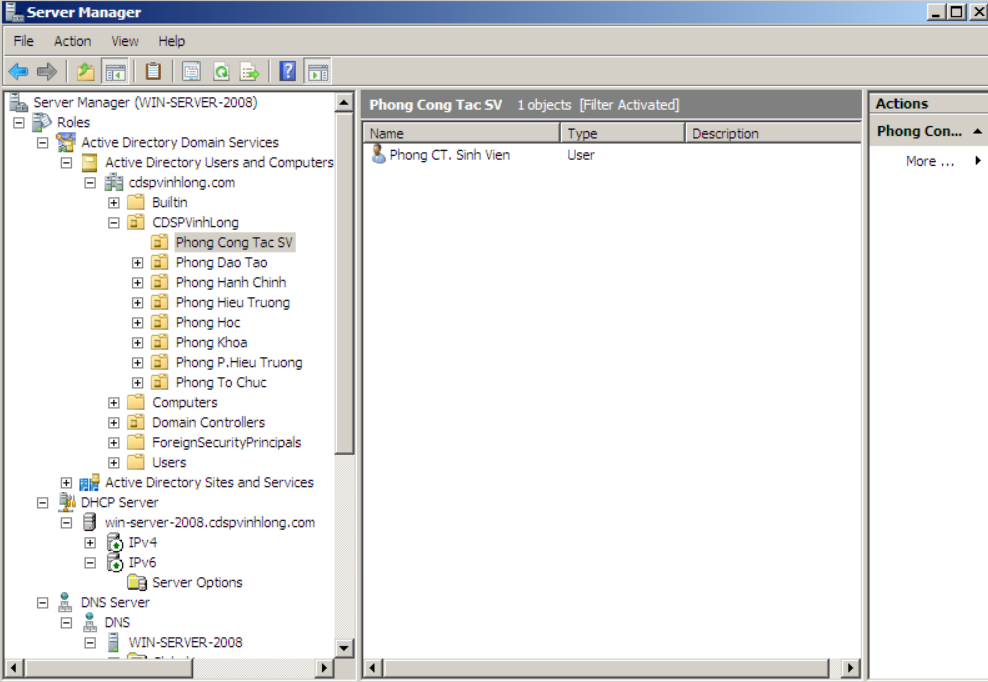 Server Manager
File Action View Help
Server Manager (WIN-SERVER-2008)
Roles
Active Directory Domain Services
Active Directory Users and Computers
cdspvinhlong.com
Builtin
CDSPVinhLong
Phong Cong Tac SV
Phong Dao Tao
Phong Hanh Chinh
Phong Hieu Truong
Phong Hoc
Phong Khoa
Phong P.Hieu Truong
Phong To Chuc
Computers
Domain Controllers
ForeignSecurityPrincipals
Users
Active Directory Sites and Services
DHCP Server
win-server-2008.cdspvinhlong.com
IPv4
IPv6
Server Options
DNS Server
DNS
WIN-SERVER-2008
Phong Cong Tac SV 1 objects [Filter Activated]
Name Type Description
Phong CT. Sinh Vien User
Actions
Phong Con...
More ...